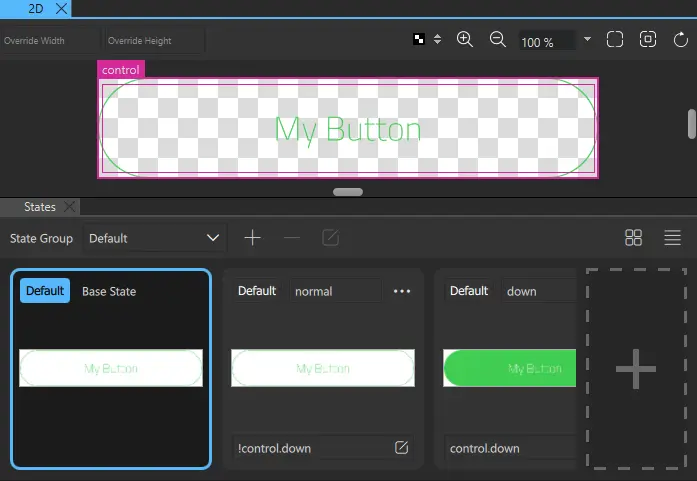 2D
Override Width
Override Height
100 %
control
My Button
States
State Group
Default
Default
Base State
Default
normal
Default
down
My Button
My Button
My Button
!control.down
control.down